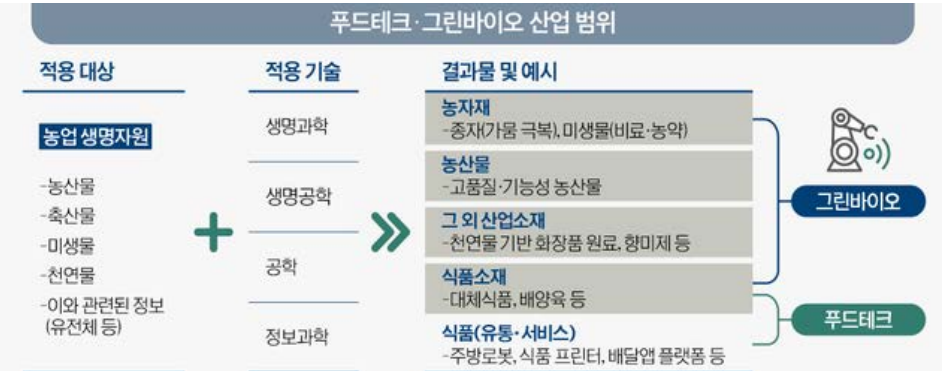 푸드테크·그린바이오 산업 범위
적용 대상
농업 생명자원
-농산물
-축산물
-미생물
-천연물
-이와 관련된 정보
(유전체 등)
적용 기술
생명과학
생명공학
공학
정보과학
결과물 및 예시
농자재
-종자(가뭄 극복), 미생물(비료·농약)
농산물
-고품질·기능성 농산물
그 외 산업소재
-천연물 기반 화장품 원료, 향미제 등
식품소재
-대체식품, 배양육 등
식품(유통·서비스)
-주방로봇, 식품 프린터, 배달앱 플랫폼 등
그린바이오
푸드테크